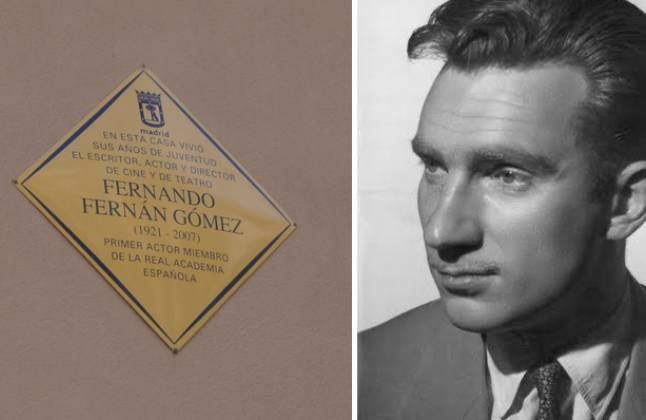 madrid
EN ESTA CASA VIVIÓ
SUS AÑOS DE JUVENTUD
EL ESCRITOR, ACTOR Y DIRECTOR
DE CINE Y DE TEATRO
FERNANDO
FERNÁN GÓMEZ
(1921 - 2007)
PRIMER ACTOR MIEMBRO
DE LA REAL ACADEMIA
ESPAÑOLA